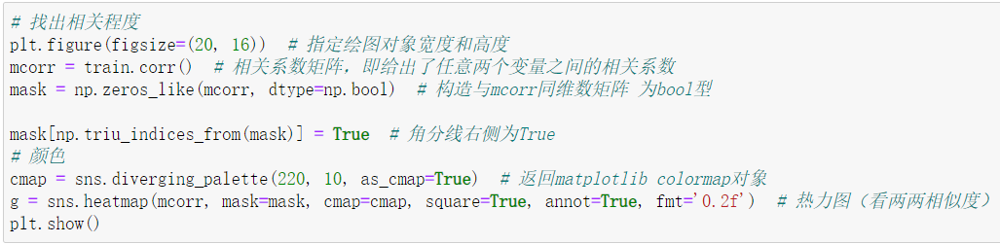 # 找出相关程度
plt.figure(figsize=(20, 16))  # 指定绘图对象宽度和高度
mcorr = train.corr()  # 相关系数矩阵，即给出了任意两个变量之间的相关系数
mask = np.zeros_like(mcorr, dtype=np.bool)  # 构造与mcorr同维数矩阵 为bool型
mask[np.triu_indices_from(mask)] = True  # 角分线右侧为True
# 颜色
cmap = sns.diverging_palette(220, 10, as_cmap=True)  # 返回matplotlib colormap对象
g = sns.heatmap(mcorr, mask=mask, cmap=cmap, square=True, annot=True, fmt='0.2f')  # 热力图（看两两相似度）
plt.show()